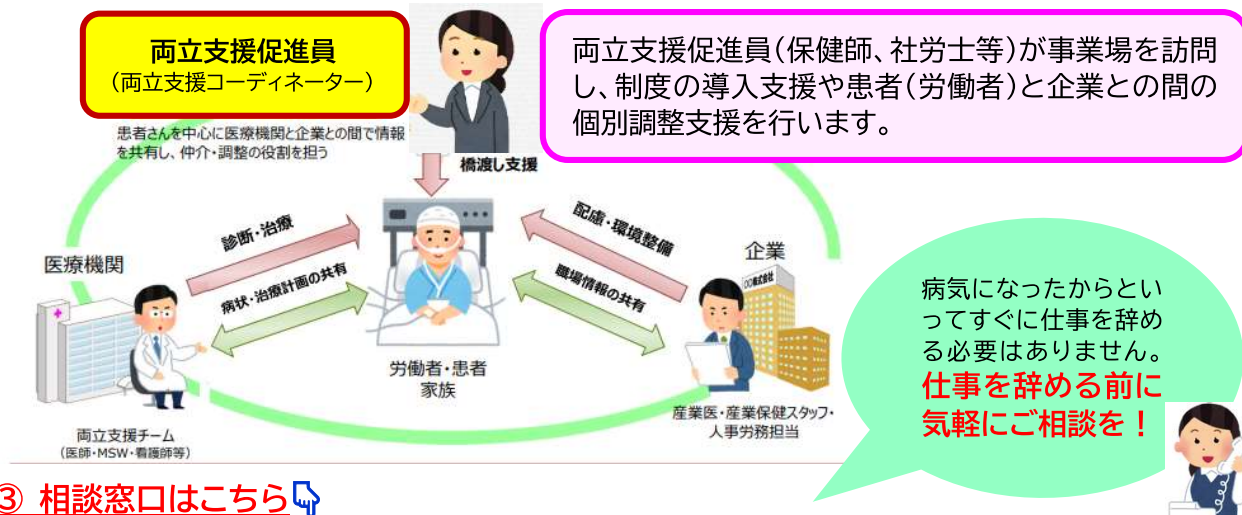 両立支援促進員
（両立支援コーディネーター）
両立支援促進員（保健師、社労士等）が事業場を訪問
し、制度の導入支援や患者（労働者）と企業との間の
個別調整支援を行います。
患者さんを中心に医療機関と企業との間で情報
を共有し、仲介・調整の役割を担う
橋渡し支援
診断・治療
配慮・環境整備
医療機関
企業
病状・治療計画の共有
職場情報の共有
〇〇株式会社
労働者・患者
家族
両立支援チーム
（医師・MSW・看護師等）
産業医・産業保健スタッフ・
人事労務担当
病気になったからとい
ってすぐに仕事を辞め
る必要はありません。
仕事を辞める前に
気軽にご相談を！
③ 相談窓口はこちら